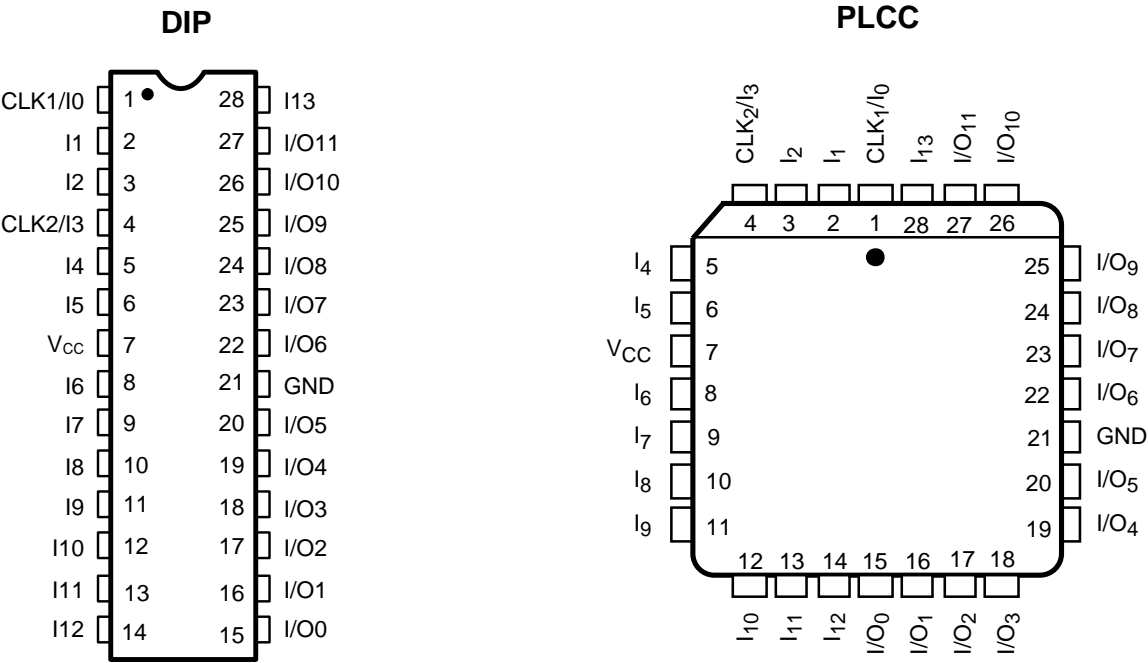 DIP
CLK1/I0 1 28 I13
I1 2 27 I/O11
I2 3 26 I/O10
CLK2/I3 4 25 I/O9
I4 5 24 I/O8
I5 6 23 I/O7
VCC 7 22 I/O6
I6 8 21 GND
I7 9 20 I/O5
I8 10 19 I/O4
I9 11 18 I/O3
I10 12 17 I/O2
I11 13 16 I/O1
I12 14 15 I/O0
PLCC
CLK2/I3 I2 I1 CLK1/I0 I13 I/O11 I/O10
4 3 2 1 28 27 26
I4 5 25 I/O9
I5 6 24 I/O8
VCC 7 23 I/O7
I6 8 22 I/O6
I7 9 21 GND
I8 10 20 I/O5
I9 11 19 I/O4
12 13 14 15 16 17 18
I10 I11 I12 I/O0 I/O1 I/O2 I/O3